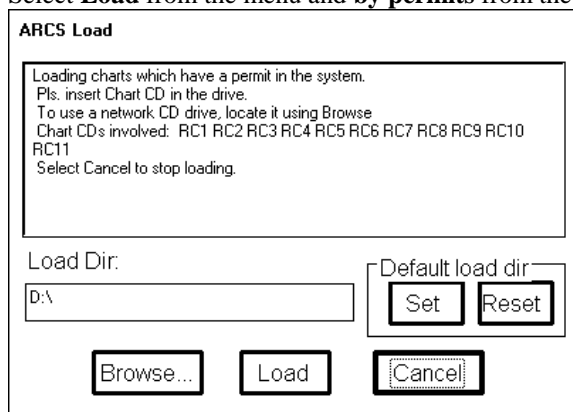 Select Load from the menu and by permits from the
ARCS Load
Loading charts which have a permit in the system.
Pls. insert Chart CD in the drive.
To use a network CD drive, locate it using Browse
Chart CDs involved: RC1 RC2 RC3 RC4 RC5 RC6 RC7 RC8 RC9 RC10
RC11
Select Cancel to stop loading.
Load Dir:
Default load dir
D:\
Set
Reset
Browse...
Load
Cancel